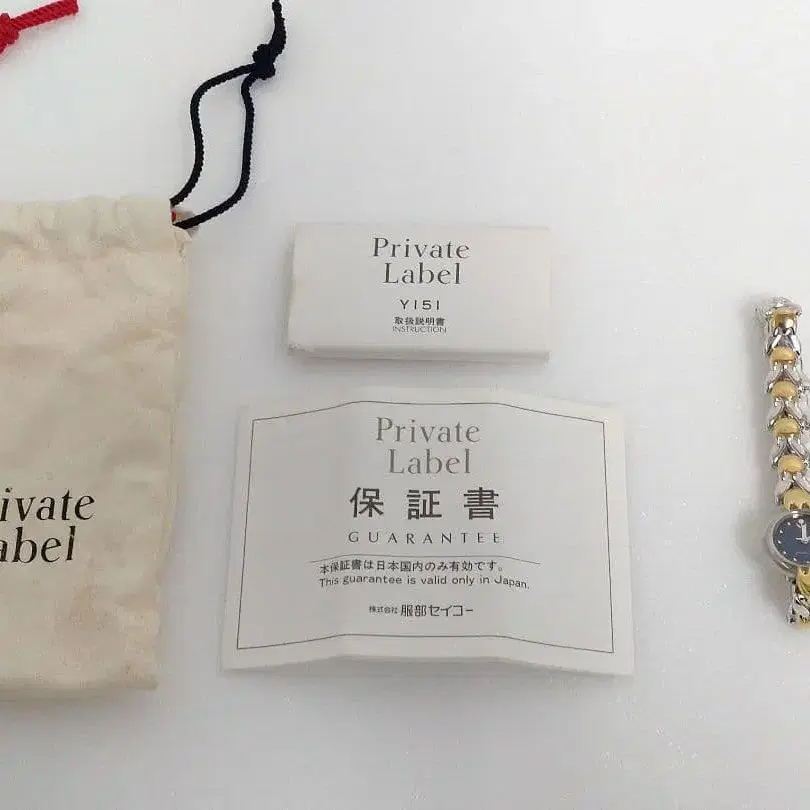 Private
Label
Y151
取扱説明書
INSTRUCTION
ivate
abel
Private
Label
保証書
GUARANTEE
本保証書は日本国内のみ有効です。
This guarantee is valid only in Japan.
株式会社 服部セイコー